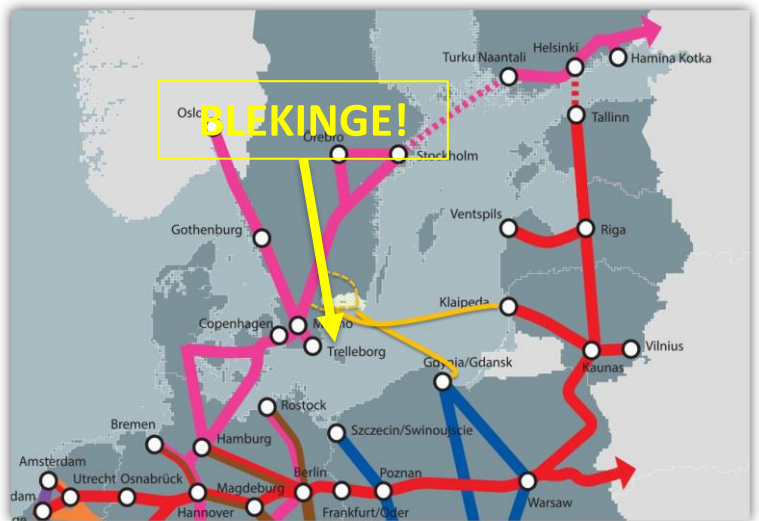 Helsinki
Turku Naantali
Hamina Kotka
Oslo
BLEKINGE!
Tallinn
Örebro
Stockholm
Ventspils
Riga
Gothenburg
Klaipeda
Copenhagen
Trelleborg
Vilnius
Gdynia/Gdansk
Kaunas
Rostock
Bremen
Hamburg
Szczecin/Swinoujscie
Amsterdam
Utrecht
Osnabrück
Berlin
Poznan
Magdeburg
Warsaw
Hannover
Frankfurt/Oder